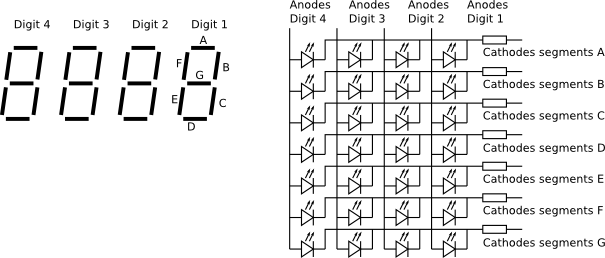 Digit 4 Digit 3 Digit 2 Digit 1
A
F
B
G
E
C
D
Anodes Anodes Anodes Anodes
Digit 4 Digit 3 Digit 2 Digit 1
Cathodes segments A
Cathodes segments B
Cathodes segments C
Cathodes segments D
Cathodes segments E
Cathodes segments F
Cathodes segments G